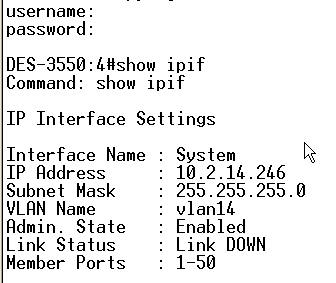 username:
password:
DES-3550:4#show ipif
Command: show ipif
IP Interface Settings
Interface Name : System
IP Address : 10.2.14.246
Subnet Mask : 255.255.255.0
VLAN Name : vlan14
Admin. State : Enabled
Link Status : Link DOWN
Member Ports : 1-50